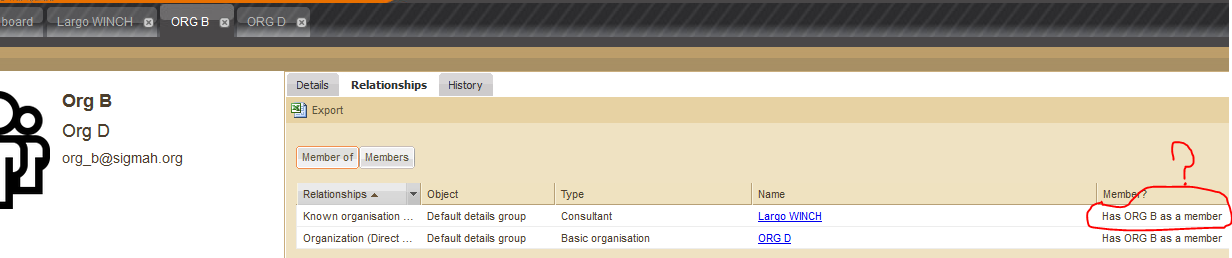 board Largo WINCH ORG B ORG D
Org B
Org D
org_b@sigmah.org
Details Relationships History
Export
Member of Members
Relationships Object Type Name Member?
Known organisation ... Default details group Consultant Largo WINCH Has ORG B as a member
Organization (Direct ... Default details group Basic organisation ORG D Has ORG B as a member
?